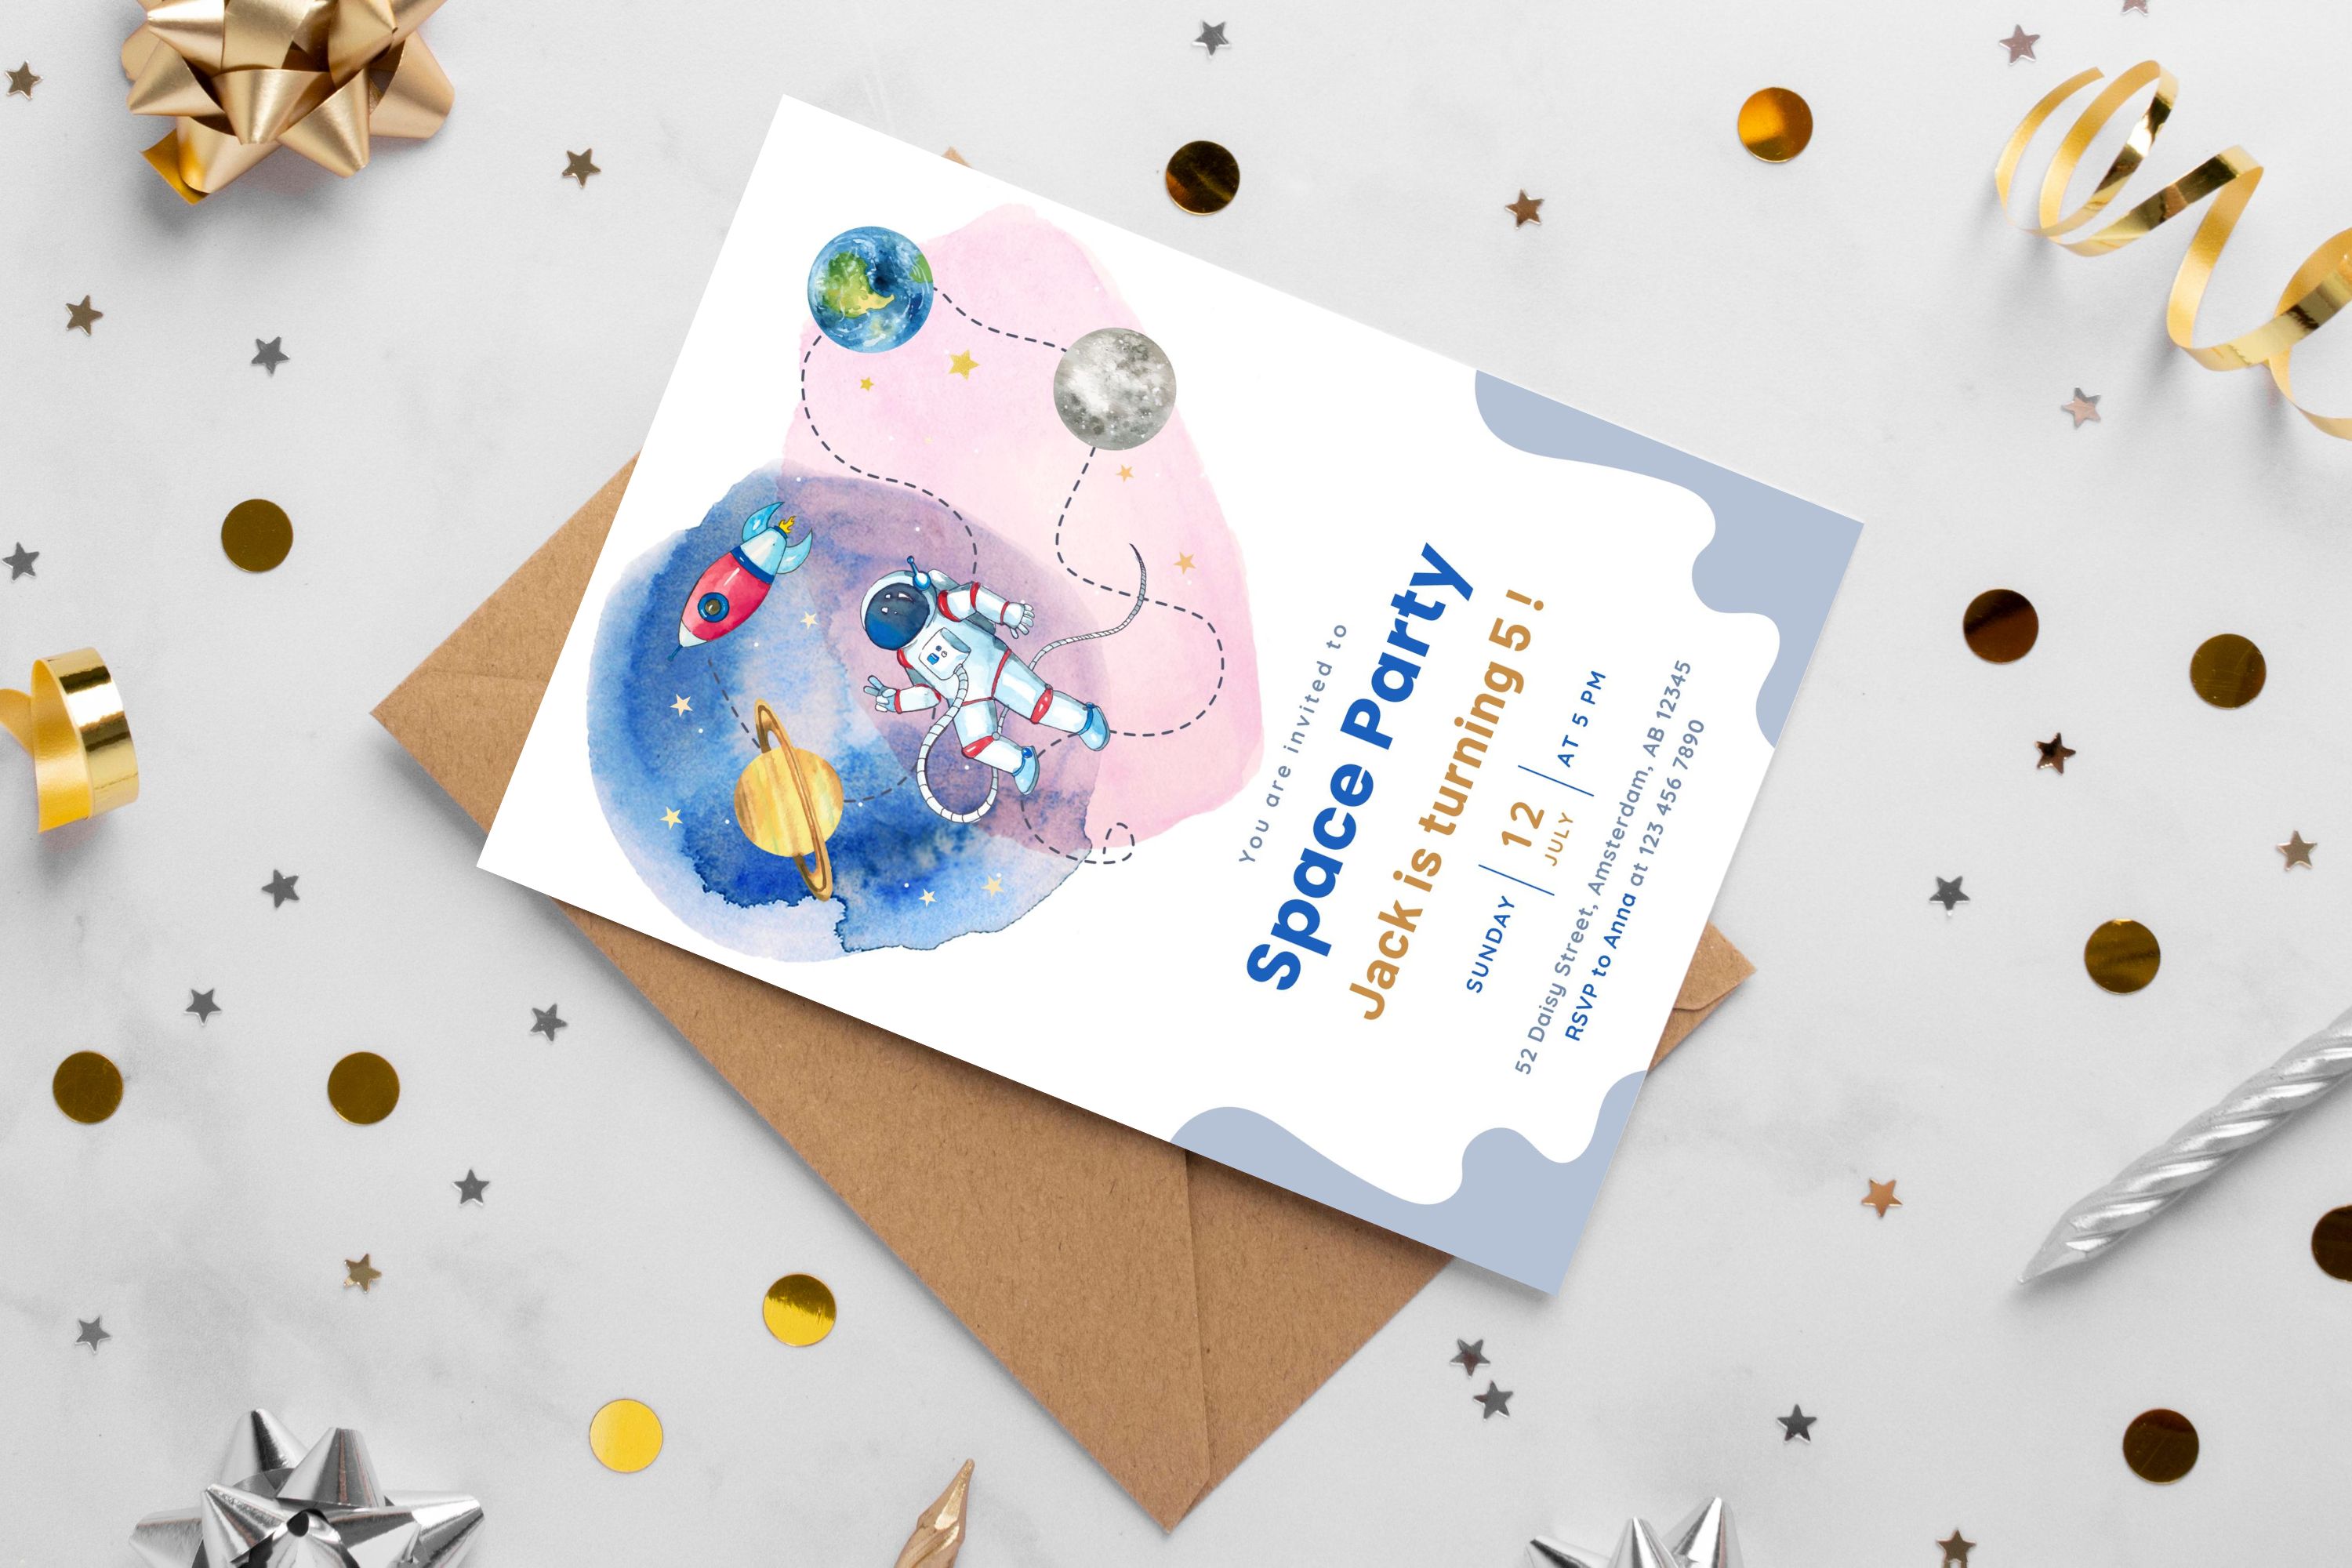 You are invited to
Space Party
Jack is turning 5 !
SUNDAY
12
JULY
AT 5 PM
52 Daisy Street, Amsterdam, AB 12345
RSVP to Anna at 123 456 7890